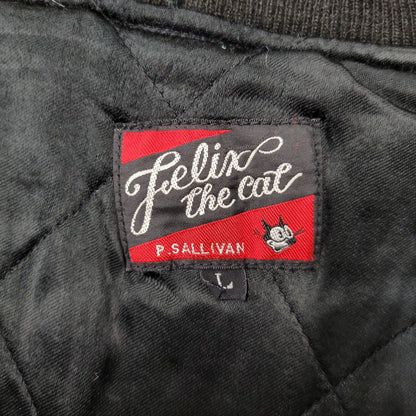 Felix
the cat
P.SALLIVAN
L